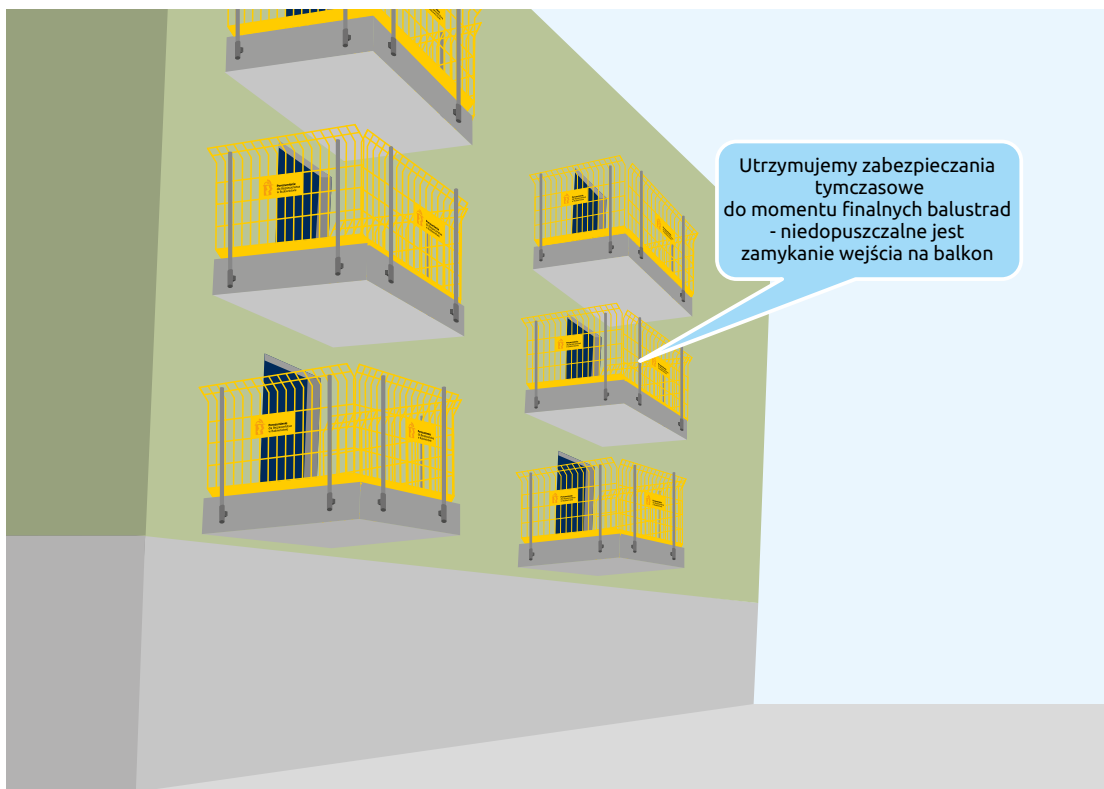 Utrzymujemy zabezpieczania
tymczasowe
do momentu finalnych balustrad
- niedopuszczalne jest
zamykanie wejścia na balkon